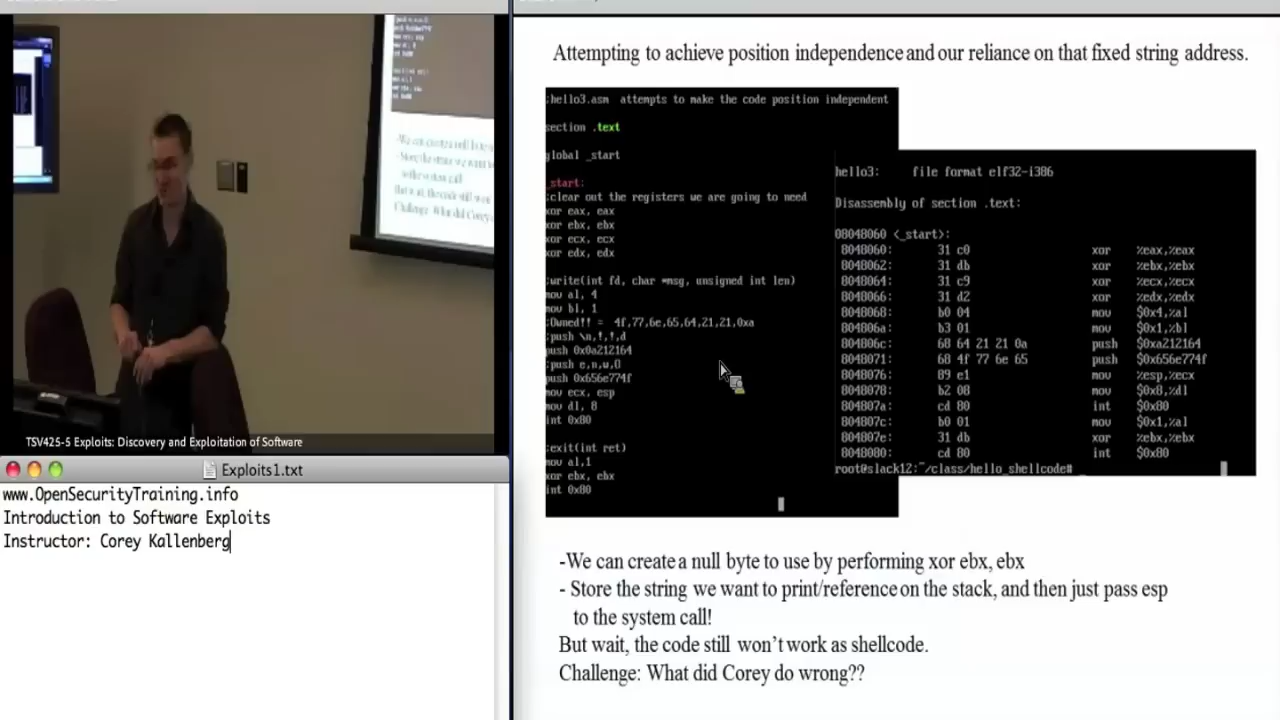 Attempting to achieve position independence and our reliance on that fixed string address.
;hello3.asm  attempts to make the code position independent
section .text
global _start
_start:
;clear out the registers we are going to need
xor eax, eax
xor ebx, ebx
xor ecx, ecx
xor edx, edx
;write(int fd, char *msg, unsigned int len)
mov al, 4
mov bl, 1
;Owned!! =  4f,77,6e,65,64,21,21,0xa
;push \n,!,!,d
push 0x0a212164
;push e,n,w,O
push 0x656e774f
mov ecx, esp
mov dl, 8
int 0x80
;exit(int ret)
mov al,1
xor ebx, ebx
int 0x80
hello3:     file format elf32-i386
Disassembly of section .text:
08048060 <_start>:
8048060:  31 c0  xor  %eax,%eax
8048062:  31 db  xor  %ebx,%ebx
8048064:  31 c9  xor  %ecx,%ecx
8048066:  31 d2  xor  %edx,%edx
8048068:  b0 04  mov  $0x4,%al
804806a:  b3 01  mov  $0x1,%bl
804806c:  68 64 21 21 0a  push  $0xa212164
8048071:  68 4f 77 6e 65  push  $0x656e774f
8048076:  89 e1  mov  %esp,%ecx
8048078:  b2 08  mov  $0x8,%dl
804807a:  cd 80  int  $0x80
804807c:  b0 01  mov  $0x1,%al
804807e:  31 db  xor  %ebx,%ebx
8048080:  cd 80  int  $0x80
root@slack12:~/class/hello_shellcode#
-We can create a null byte to use by performing xor ebx, ebx
- Store the string we want to print/reference on the stack, and then just pass esp
to the system call!
But wait, the code still won't work as shellcode.
Challenge: What did Corey do wrong??
TSV425-5 Exploits: Discovery and Exploitation of Software
Exploits1.txt
www.OpenSecurityTraining.info
Introduction to Software Exploits
Instructor: Corey Kallenberg